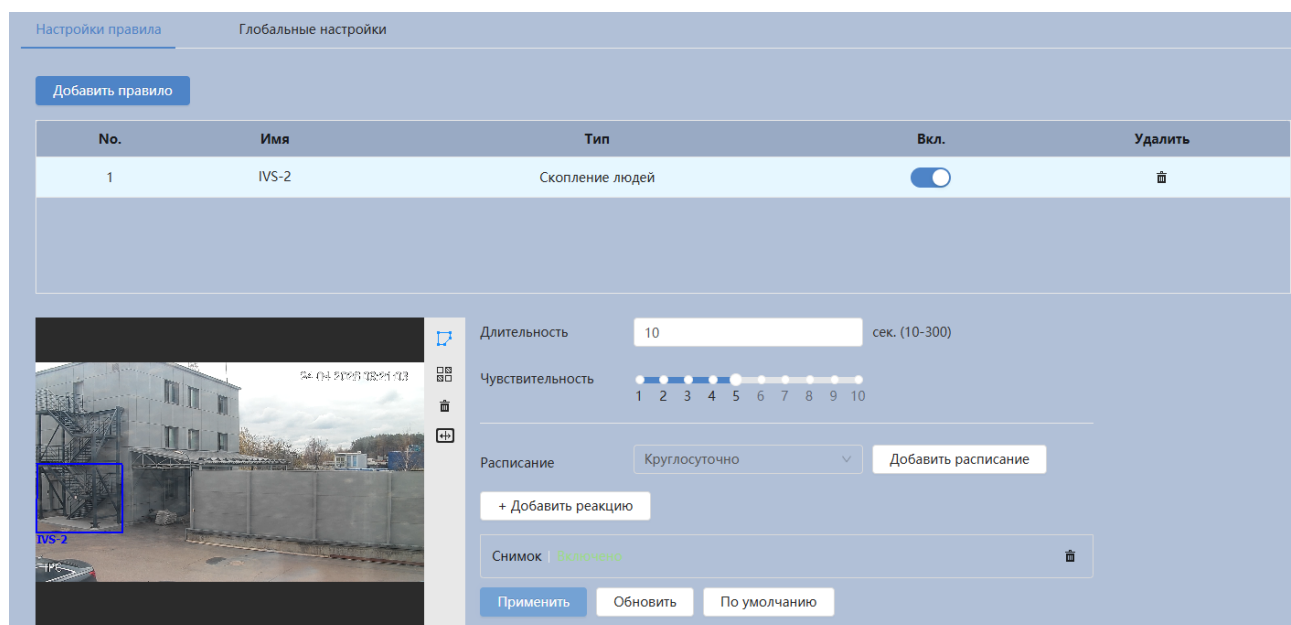 Настройки правила Глобальные настройки
Добавить правило
No. Имя Тип Вкл. Удалить
1 IVS-2 Скопление людей
Длительность 10 сек. (10-300)
Чувствительность
1 2 3 4 5 6 7 8 9 10
Расписание Круглосуточно Добавить расписание
+ Добавить реакцию
IVS-2
IPC
Снимок
Применить Обновить По умолчанию